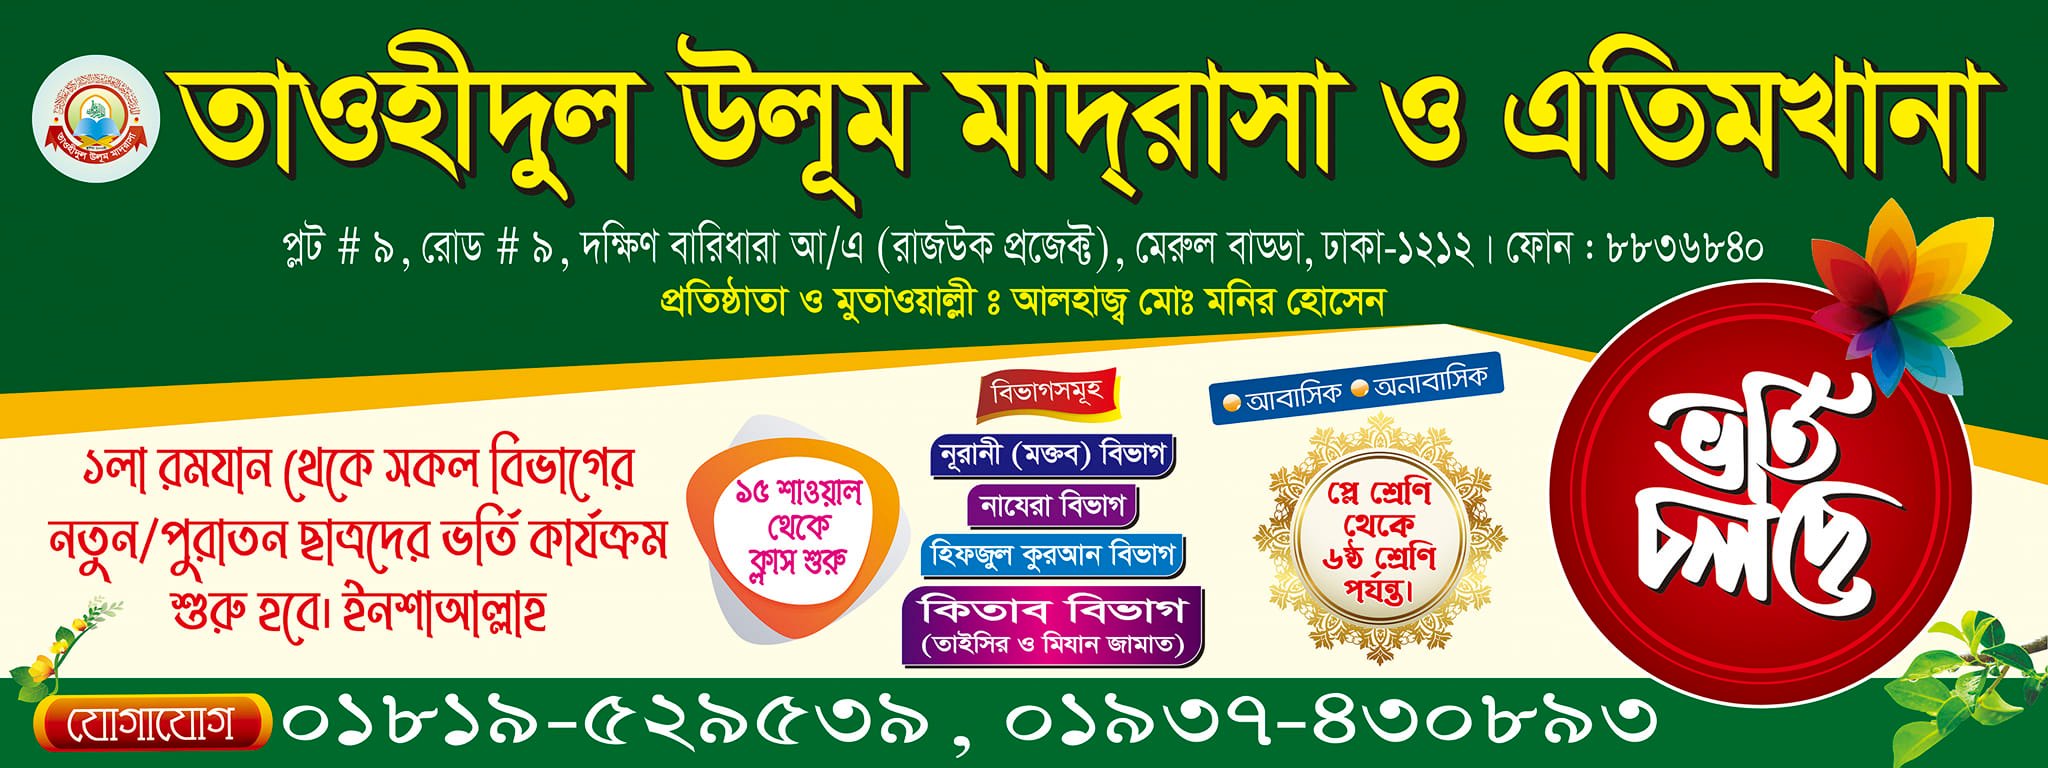 তাওহীদুল উলূম মাদ্‌রাসা ও এতিমখানা
তাওহীদুল উলূম মাদ্‌রাসা
প্লট # ৯, রোড # ৯, দক্ষিণ বারিধারা আ/এ (রাজউক প্রজেক্ট), মেরুল বাড্ডা, ঢাকা-১২১২। ফোন : ৮৮৩৬৮৪০
প্রতিষ্ঠাতা ও মুতাওয়াল্লী ঃ আলহাজ্ব মোঃ মনির হোসেন
১লা রমযান থেকে সকল বিভাগের
নতুন/পুরাতন ছাত্রদের ভর্তি কার্যক্রম
শুরু হবে। ইনশাআল্লাহ
১৫ শাওয়াল
থেকে
ক্লাস শুরু
বিভাগসমূহ
নূরানী (মক্তব) বিভাগ
নাযেরা বিভাগ
হিফজুল কুরআন বিভাগ
কিতাব বিভাগ
(তাইসির ও মিযান জামাত)
আবাসিক অনাবাসিক
প্লে শ্রেণি
থেকে
৬ষ্ঠ শ্রেণি
পর্যন্ত।
ভর্তি
চলছে
যোগাযোগ ০১৮১৯-৫২৯৫৩৯, ০১৯৩৭-৪৩০৮৯৩